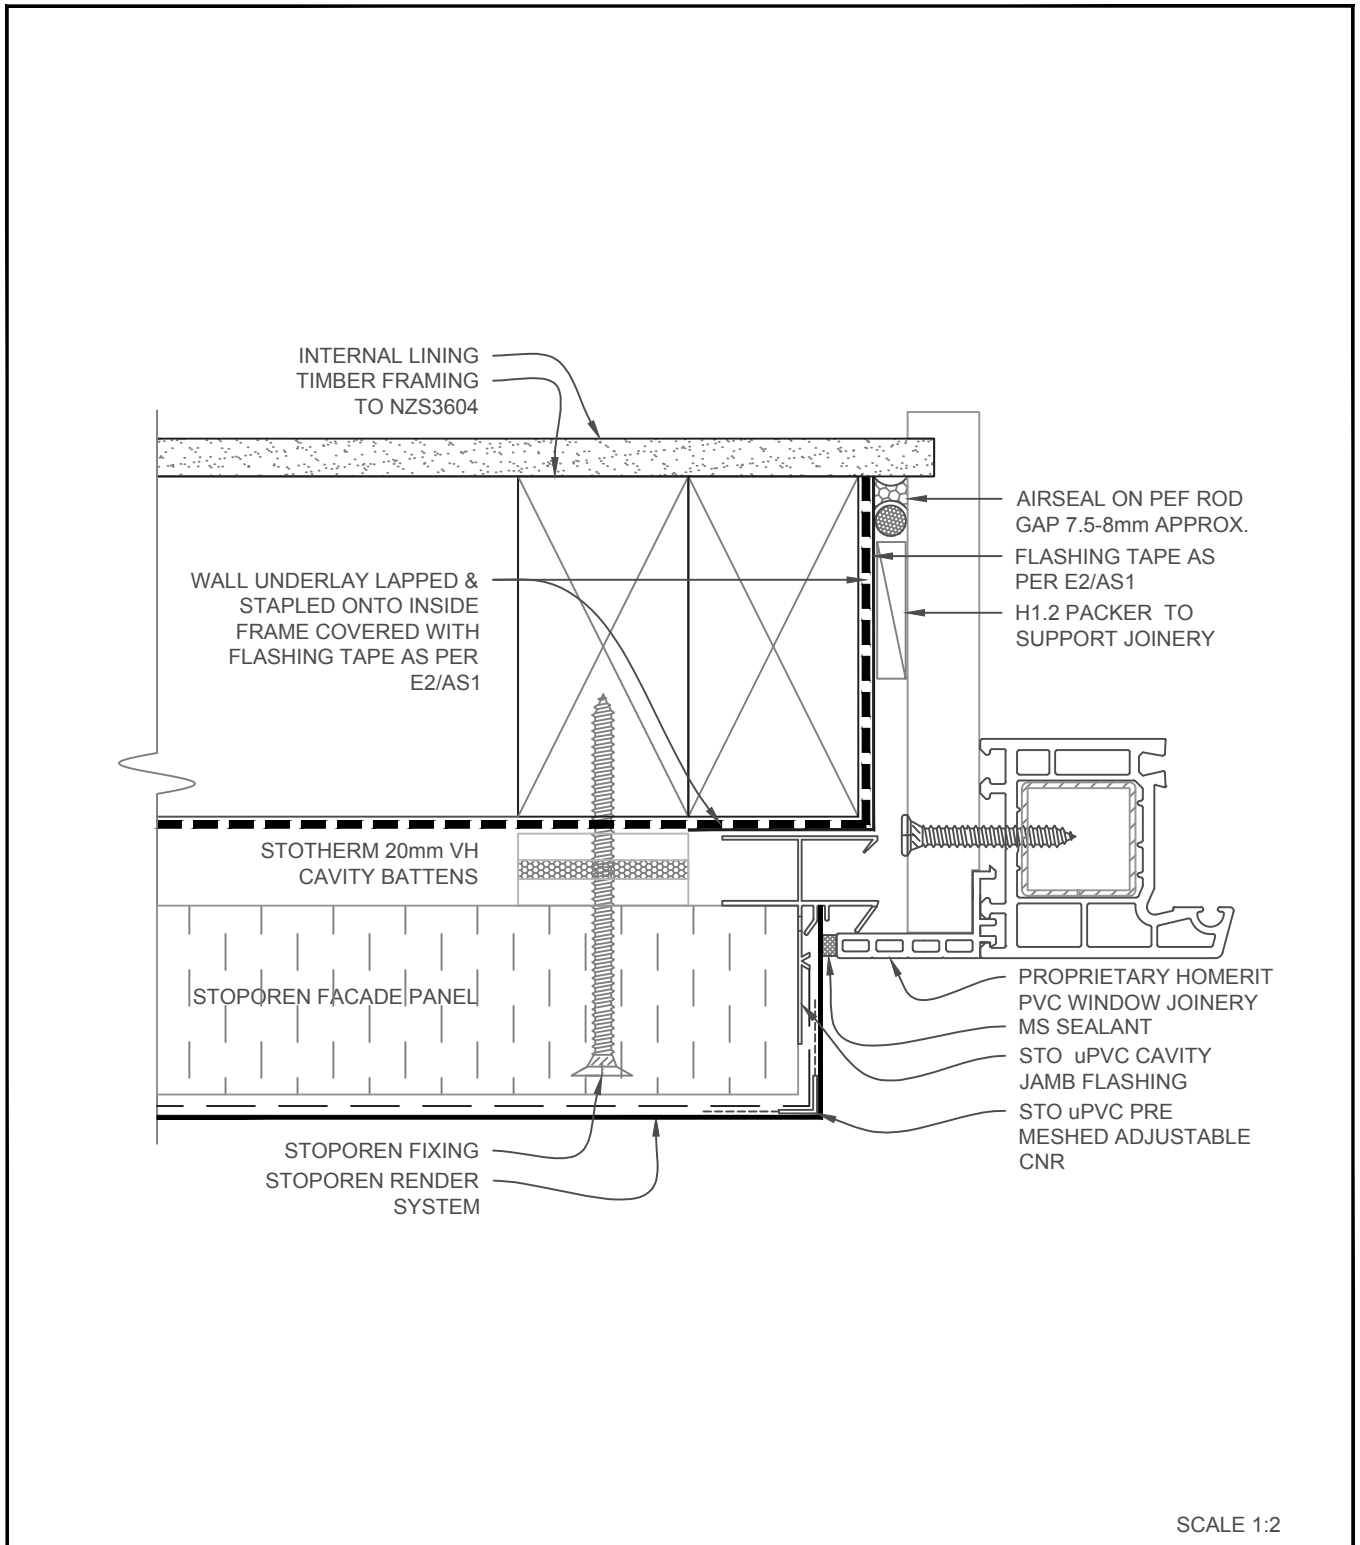 INTERNAL LINING
TIMBER FRAMING
TO NZS3604
WALL UNDERLAY LAPPED &
STAPLED ONTO INSIDE
FRAME COVERED WITH
FLASHING TAPE AS PER
E2/AS1
STOTHERM 20mm VH
CAVITY BATTENS
STOPOREN FACADE PANEL
STOPOREN FIXING
STOPOREN RENDER
SYSTEM
AIRSEAL ON PEF ROD
GAP 7.5-8mm APPROX.
FLASHING TAPE AS
PER E2/AS1
H1.2 PACKER TO
SUPPORT JOINERY
PROPRIETARY HOMERIT
PVC WINDOW JOINERY
MS SEALANT
STO uPVC CAVITY
JAMB FLASHING
STO uPVC PRE
MESHED ADJUSTABLE
CNR
SCALE 1:2